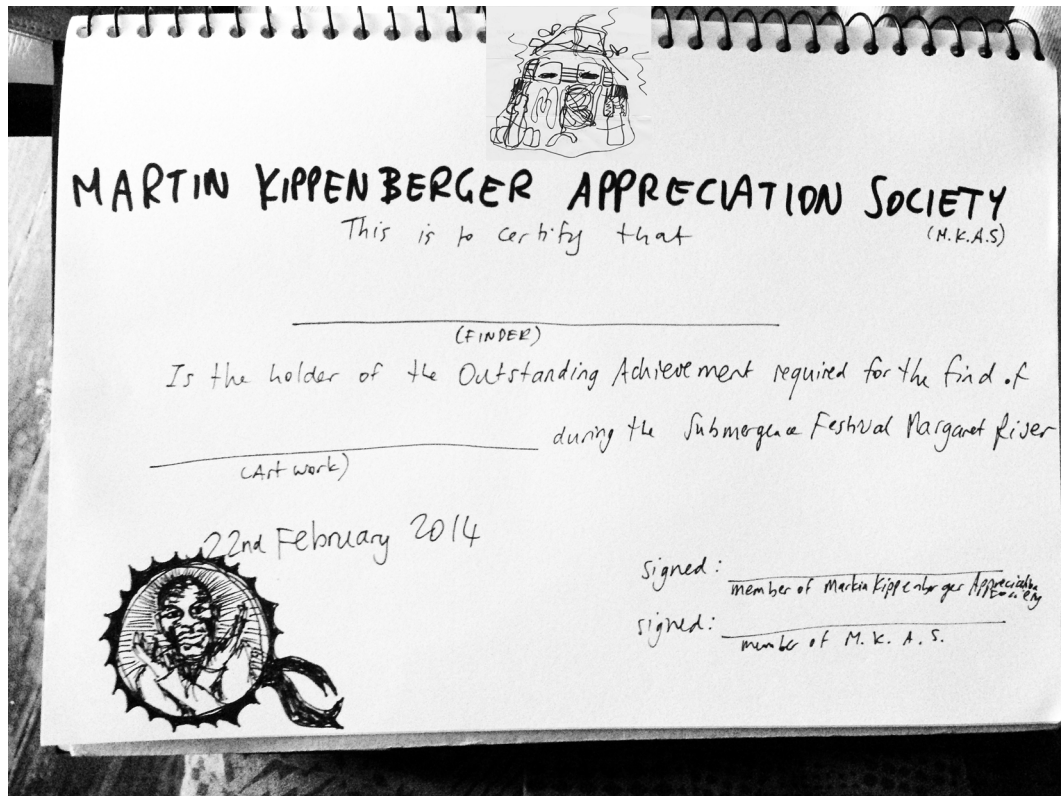 MARTIN KIPPENBERGER APPRECIATION SOCIETY
This is to certify that
(M.K.A.S)
(FINDER)
Is the holder of the Outstanding Achievement required for the find of
during the Submergence Festival Margaret River
(Art work)
22nd February 2014
signed:
member of Martin Kippenberger Appreciation Society
signed:
member of M. K. A. S.